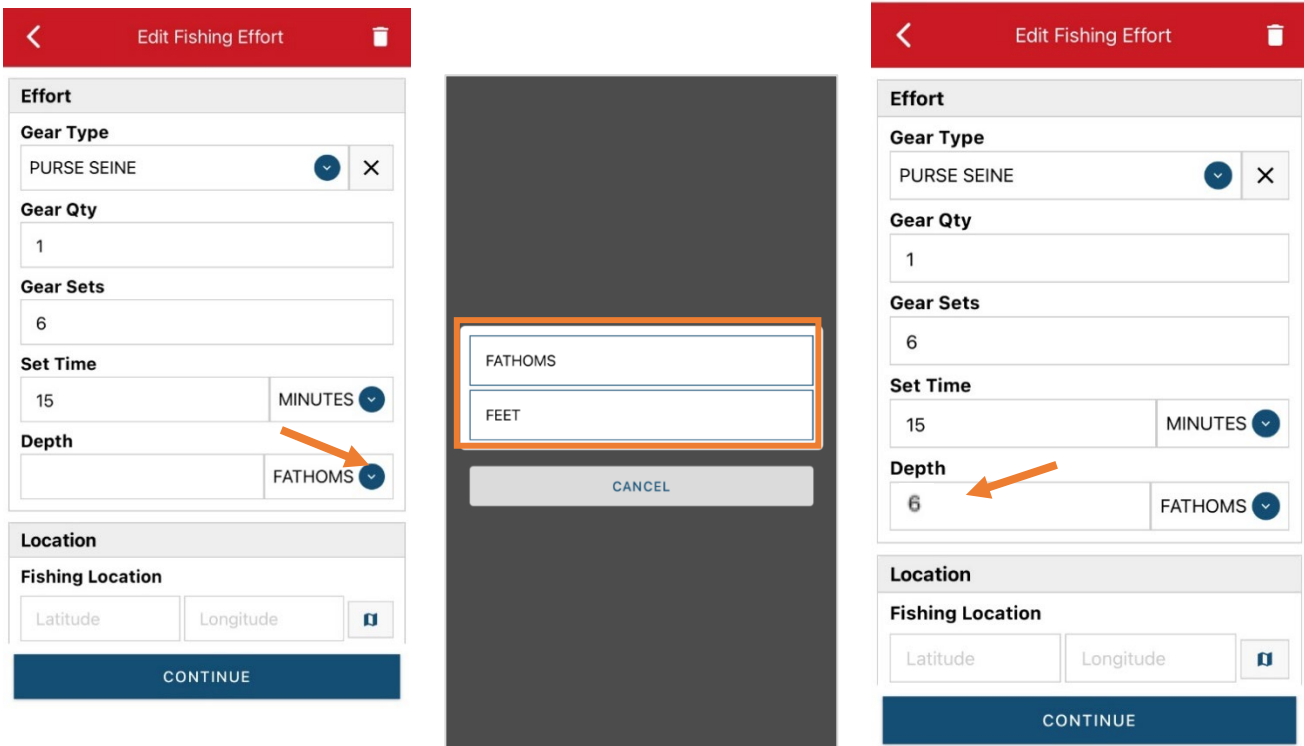 Edit Fishing Effort
Effort
Gear Type
PURSE SEINE
Gear Qty
1
Gear Sets
6
Set Time
15 MINUTES
Depth
FATHOMS
Location
Fishing Location
Latitude Longitude
CONTINUE
FATHOMS
FEET
CANCEL
Edit Fishing Effort
Effort
Gear Type
PURSE SEINE
Gear Qty
1
Gear Sets
6
Set Time
15 MINUTES
Depth
6 FATHOMS
Location
Fishing Location
Latitude Longitude
CONTINUE